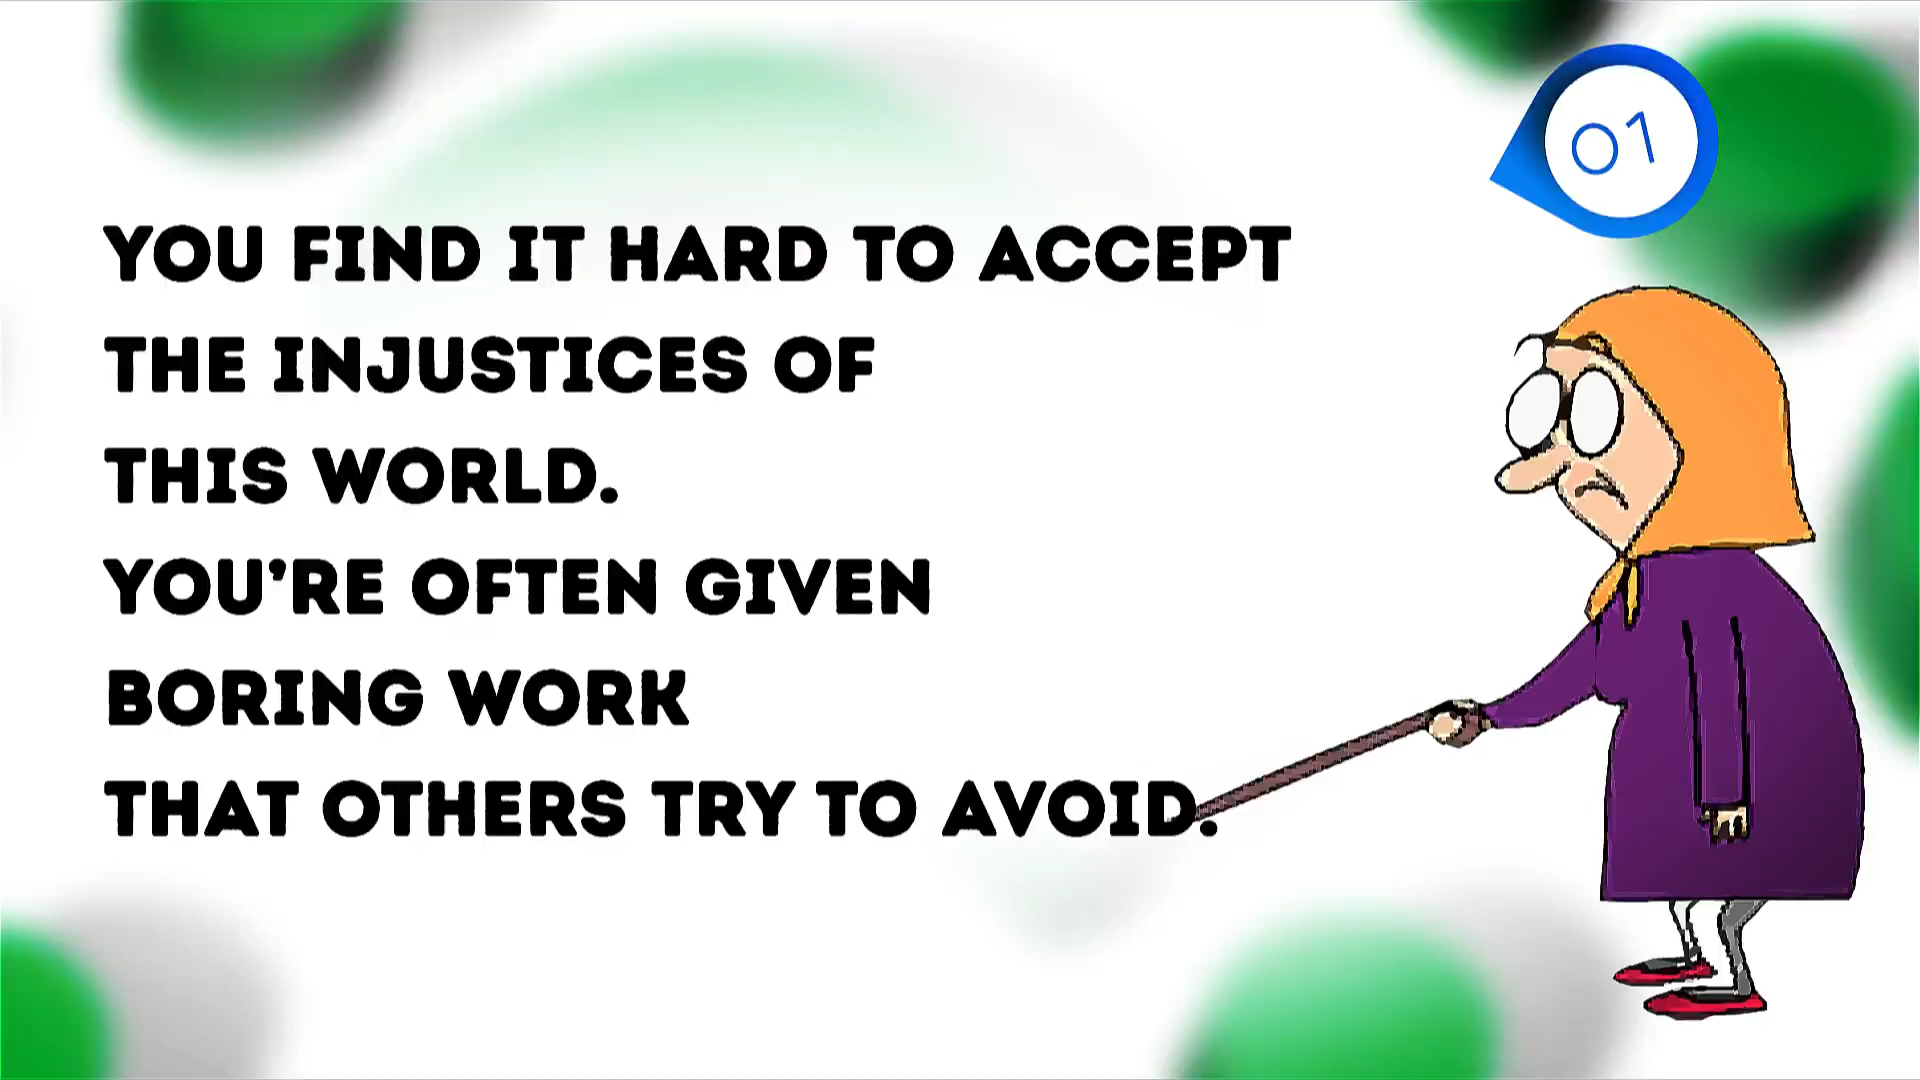 01
YOU FIND IT HARD TO ACCEPT
THE INJUSTICES OF
THIS WORLD.
YOU’RE OFTEN GIVEN
BORING WORK
THAT OTHERS TRY TO AVOID.